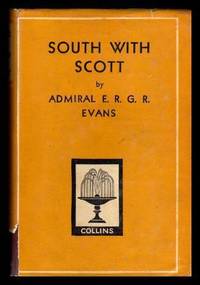 SOUTH WITH
SCOTT
by
ADMIRAL E. R. G. R.
EVANS
COLLINS